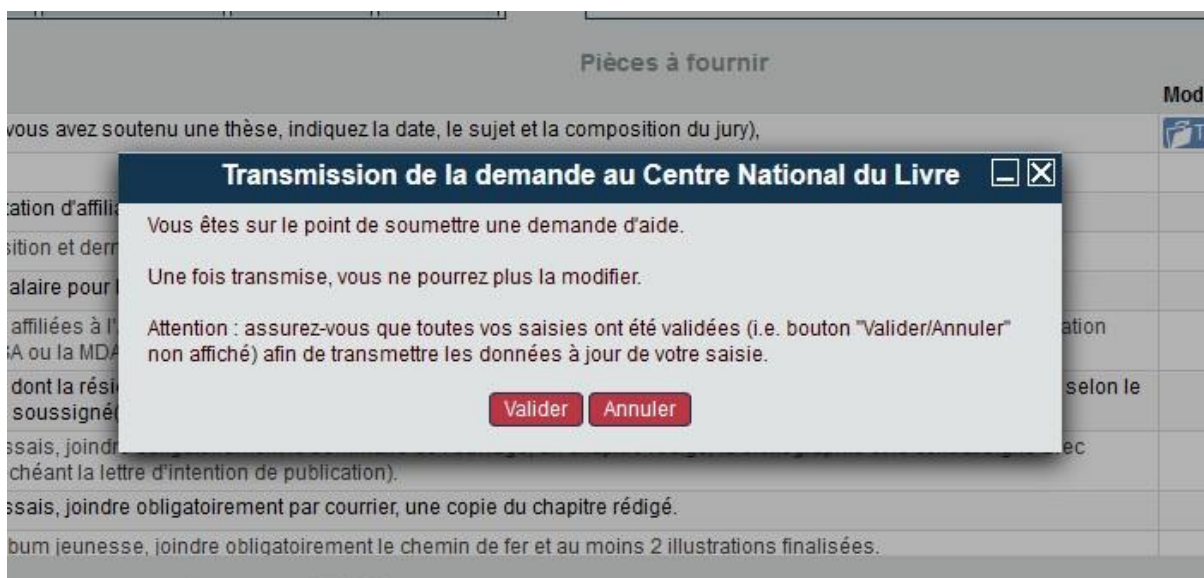 Pièces à fournir
Mod
vous avez soutenu une thèse, indiquez la date, le sujet et la composition du jury),
T
Transmission de la demande au Centre National du Livre
tation d'affilia
Vous êtes sur le point de soumettre une demande d'aide.
sition et dern
Une fois transmise, vous ne pourrez plus la modifier.
alaire pour l
affiliées à l'
Attention : assurez-vous que toutes vos saisies ont été validées (i.e. bouton "Valider/Annuler"
ation
SA ou la MDA
non affiché) afin de transmettre les données à jour de votre saisie.
dont la rési
selon le
Valider Annuler
soussigné(
ssais, joindr
ec
chéant la lettre d'intention de publication).
ssais, joindre obligatoirement par courrier, une copie du chapitre rédigé.
bum jeunesse, joindre obligatoirement le chemin de fer et au moins 2 illustrations finalisées.